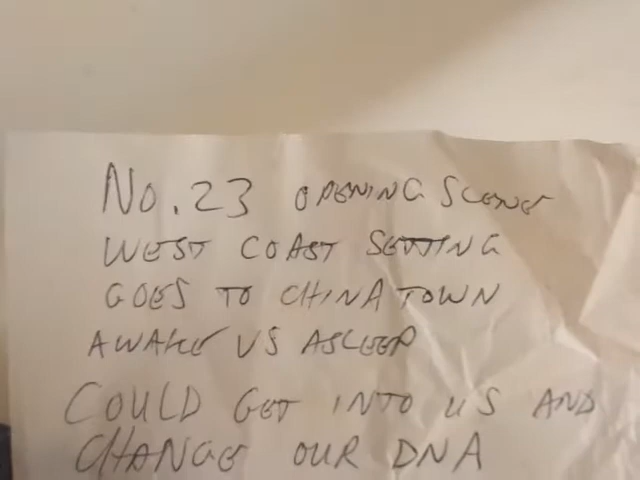 No. 23 OPENING SCENE
WEST COAST SETTING
GOES TO CHINATOWN
AWAKE VS ASLEEP
COULD GET INTO US AND
CHANGE OUR DNA